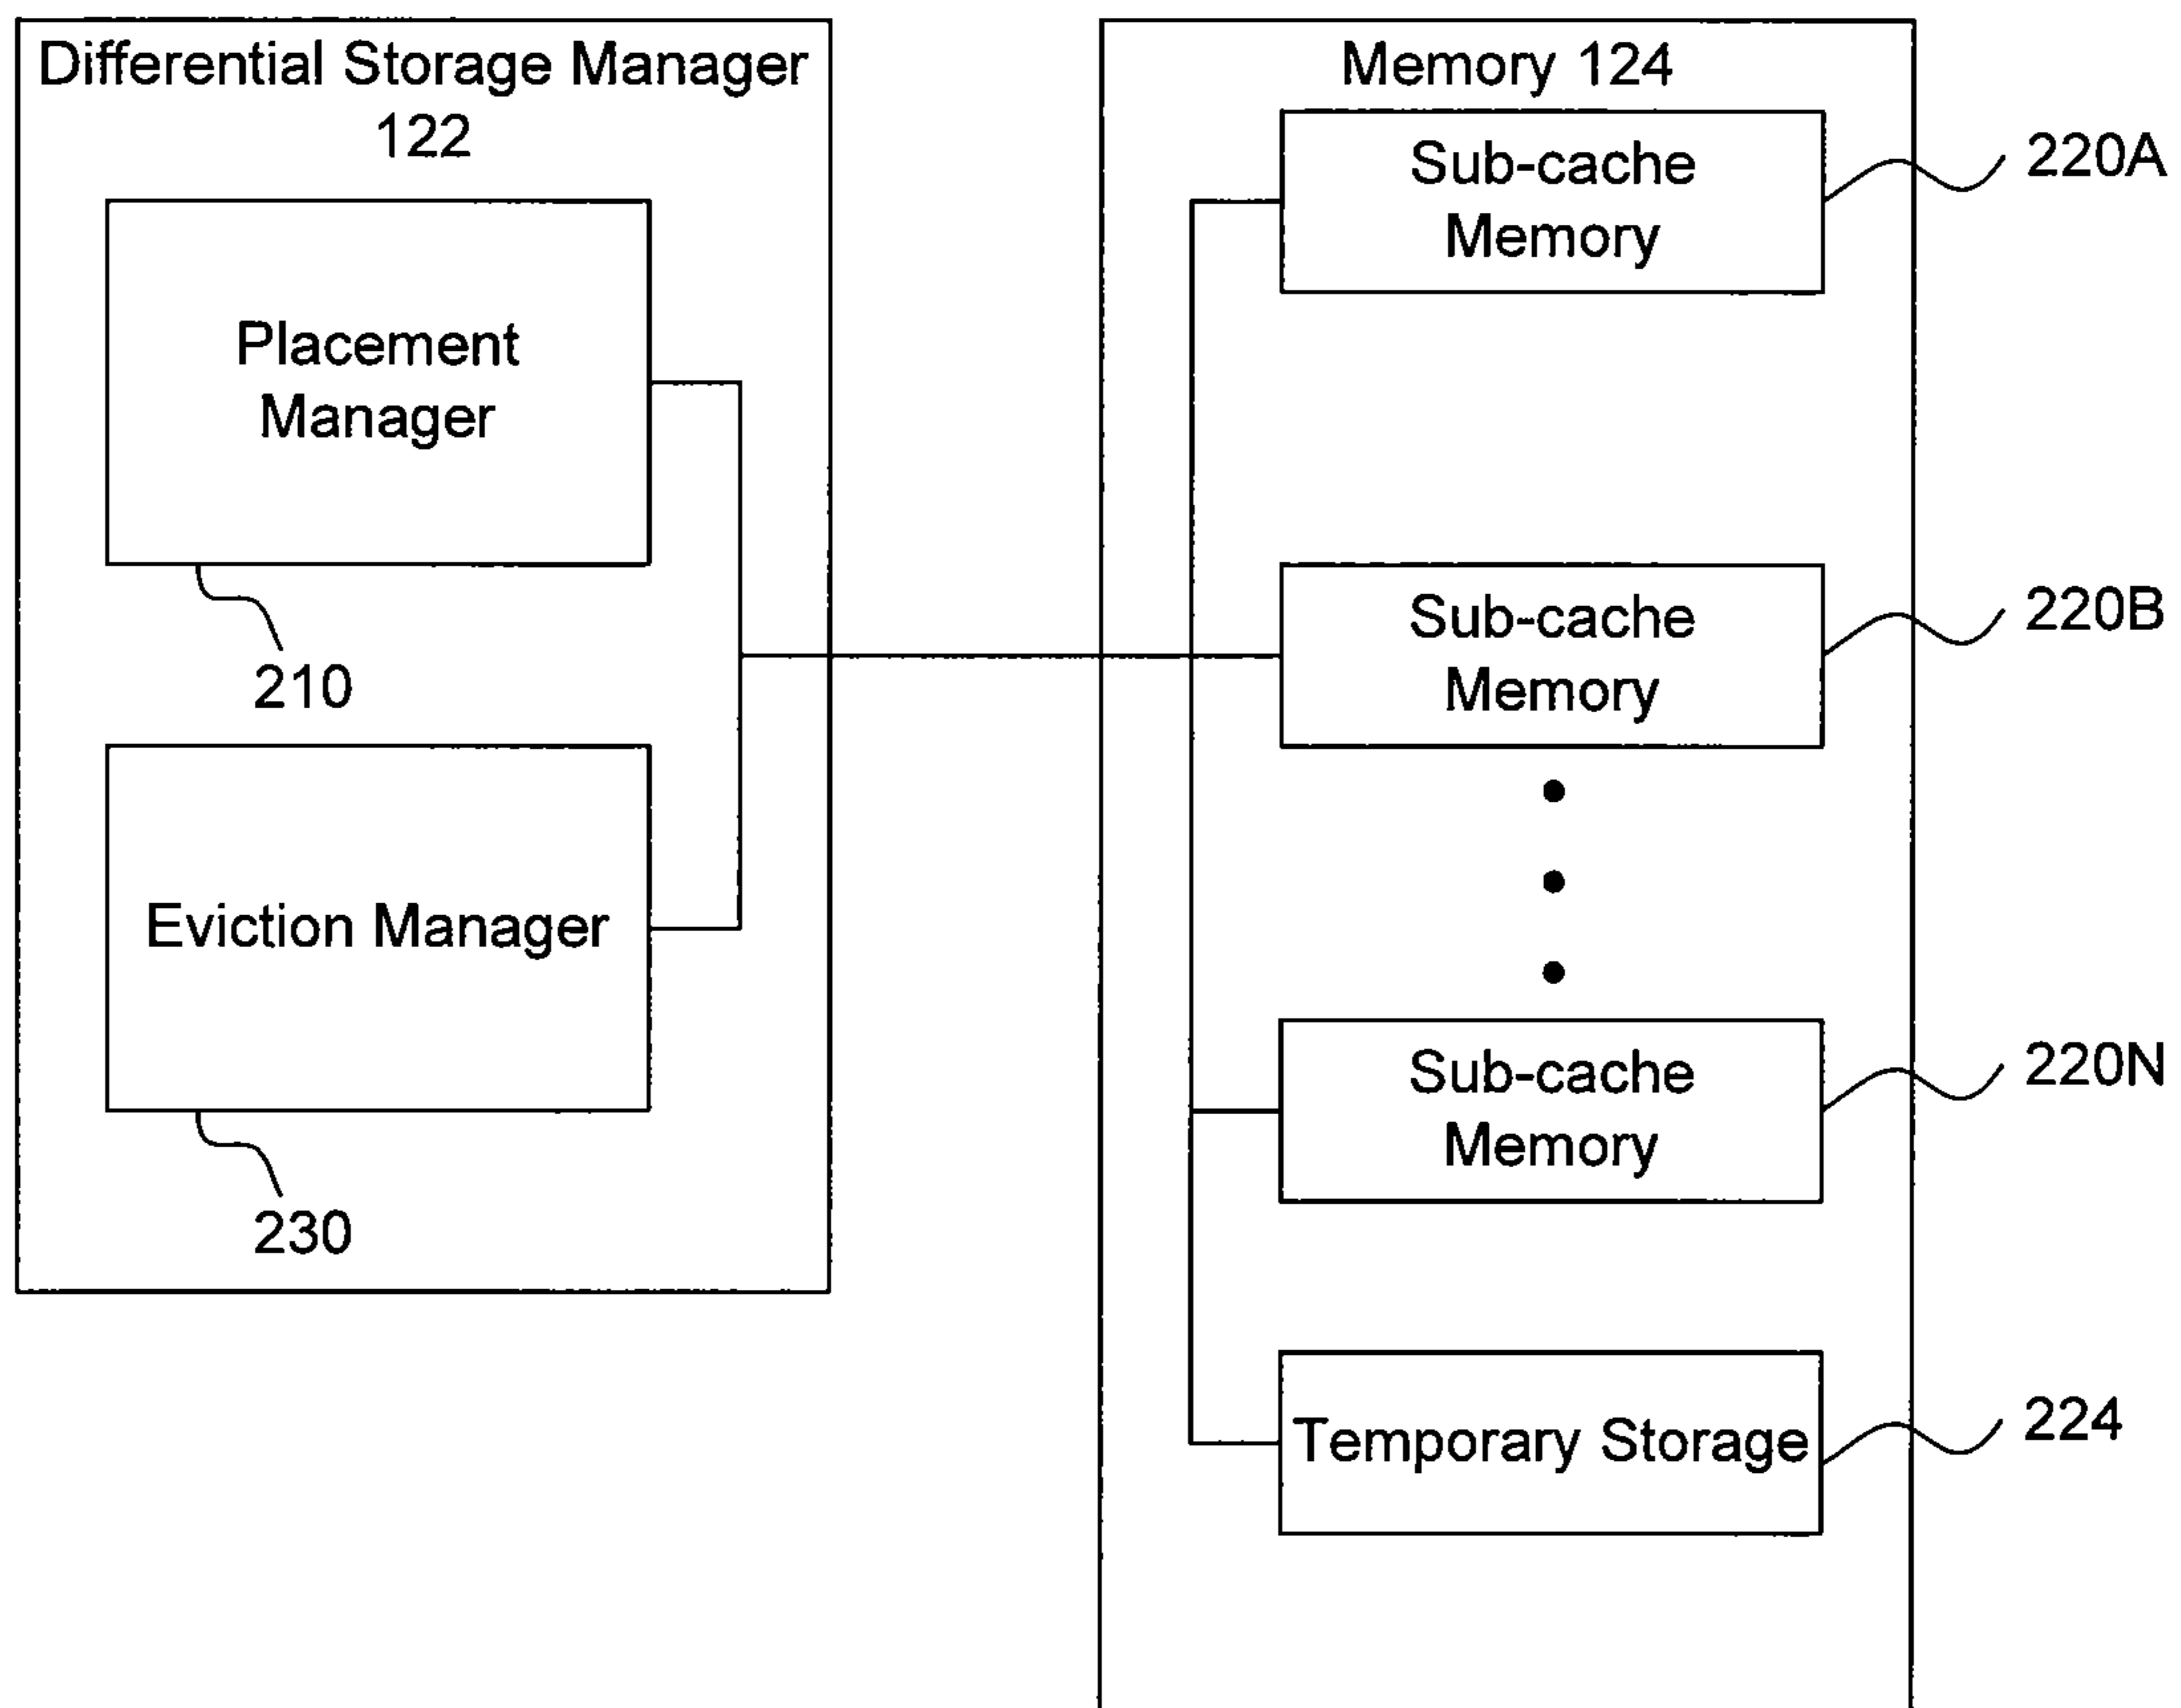 Differential Storage Manager
122
Placement
Manager
210
Eviction Manager
230
Memory 124
Sub-cache
Memory
220A
Sub-cache
Memory
220B
Sub-cache
Memory
220N
Temporary Storage
224